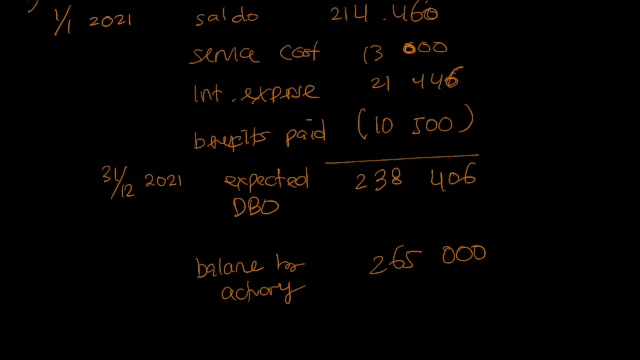 1/1 2021 saldo 214.460
service cost 13 000
int. expense 21 446
benefits paid (10 500)
31/12 2021 expected 238 406
DBO
balane by 265 000
actuary